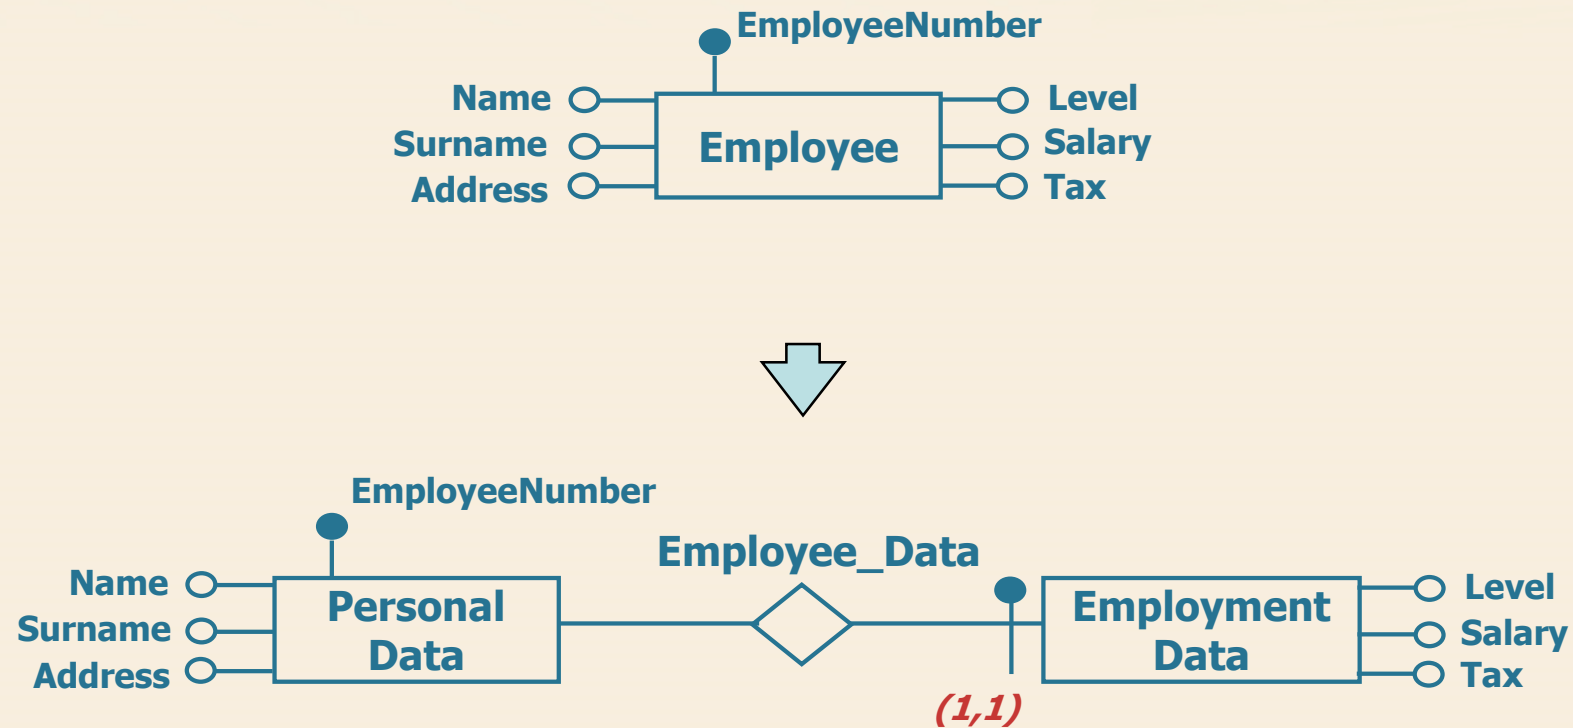 EmployeeNumber
Name
Level
Surname
Employee
Salary
Address
Tax
EmployeeNumber
Employee_Data
Name
Personal
Data
Employment
Data
Level
Surname
Salary
Address
Tax
(1,1)